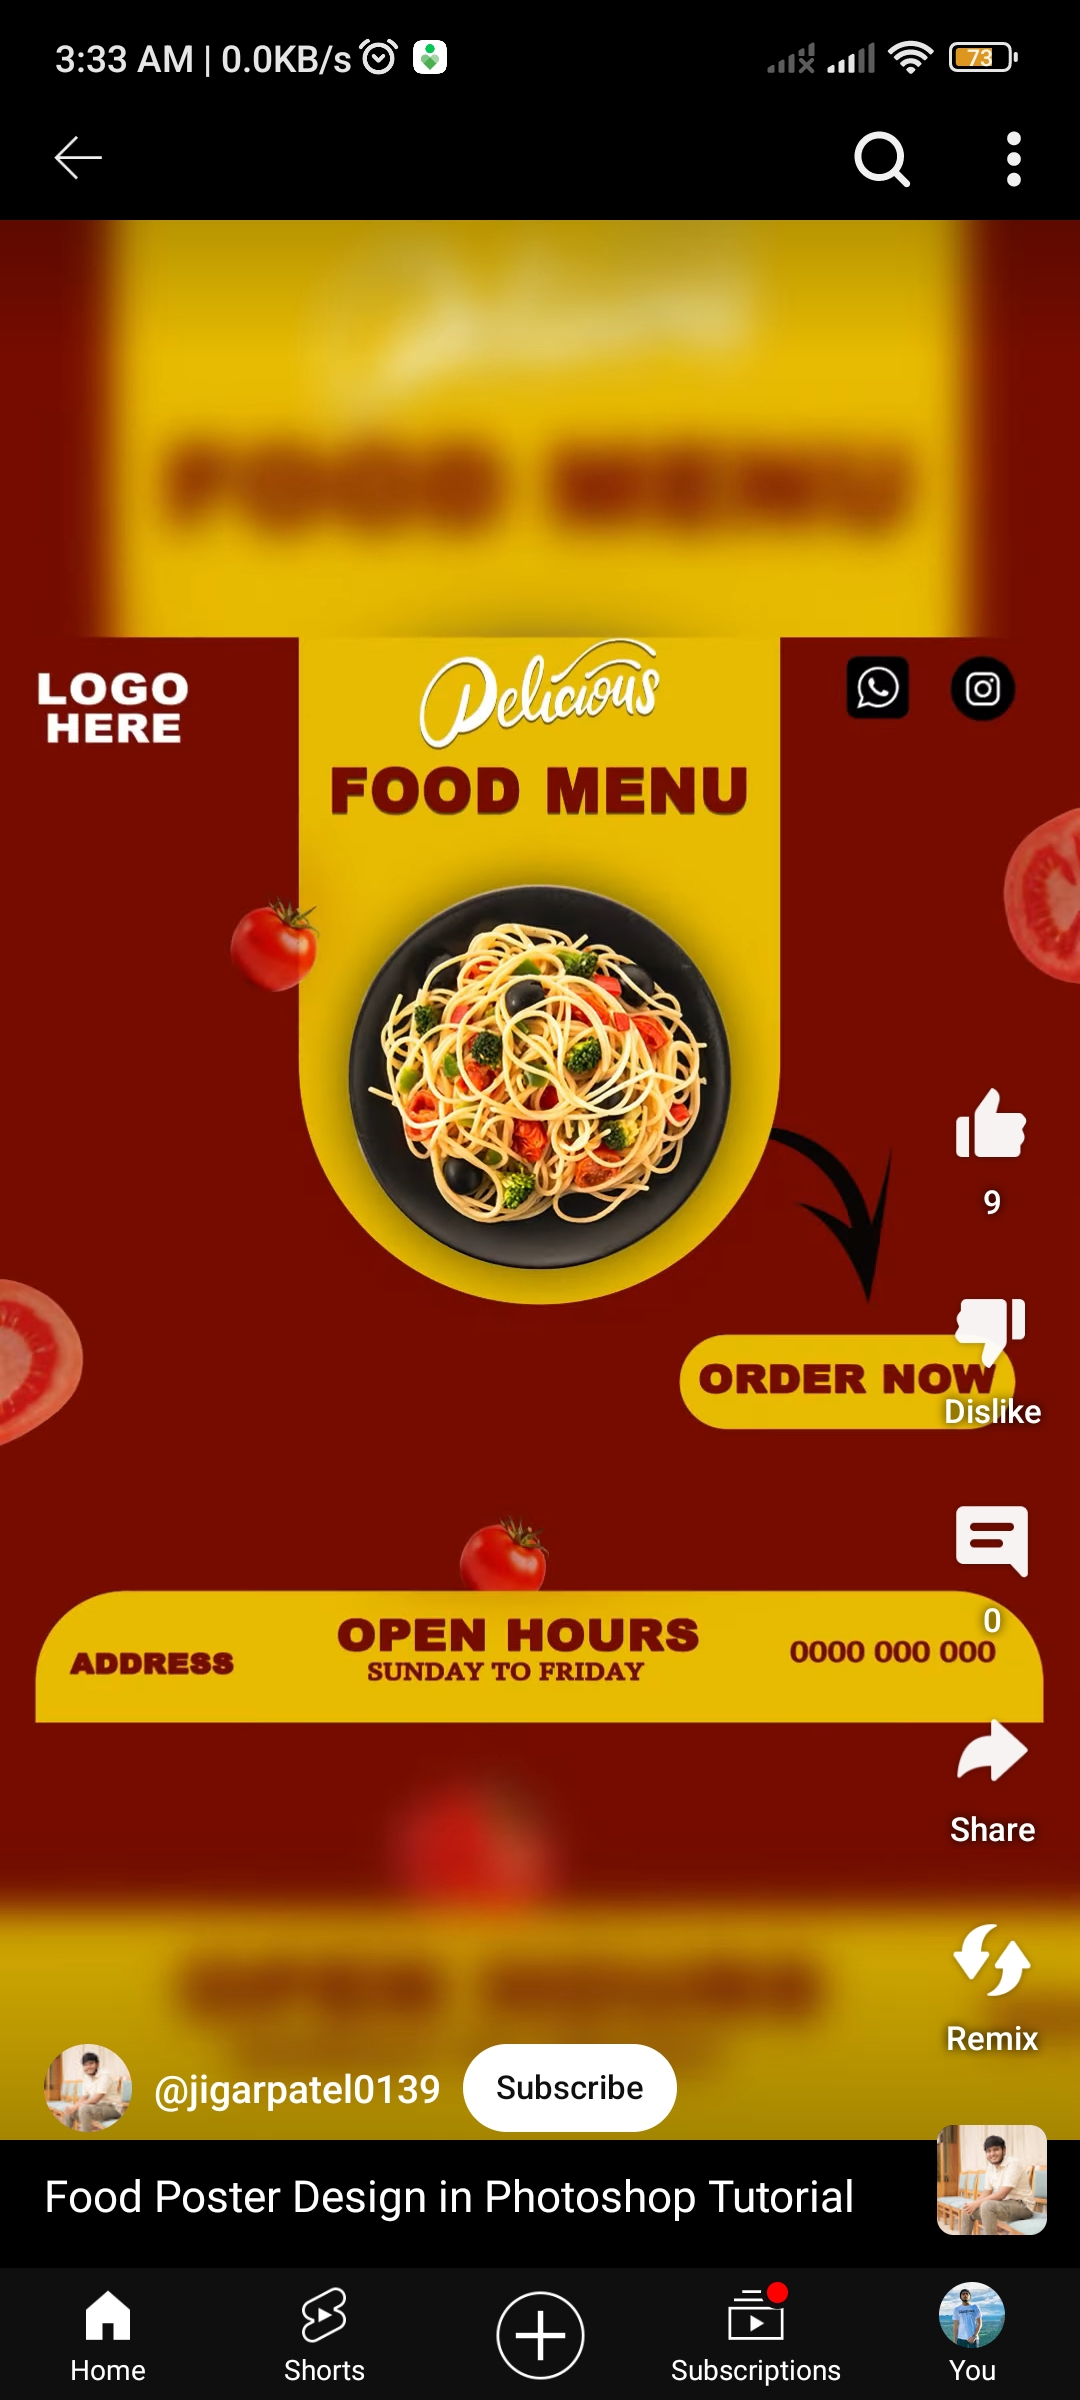 3:33 AM | 0.0KB/s
73
Delicious
LOGO
HERE
FOOD MENU
9
ORDER NOW
Dislike
0
OPEN HOURS
ADDRESS
SUNDAY TO FRIDAY
0000 000 000
Share
Remix
@jigarpatel0139
Subscribe
Food Poster Design in Photoshop Tutorial
Home
Shorts
Subscriptions
You